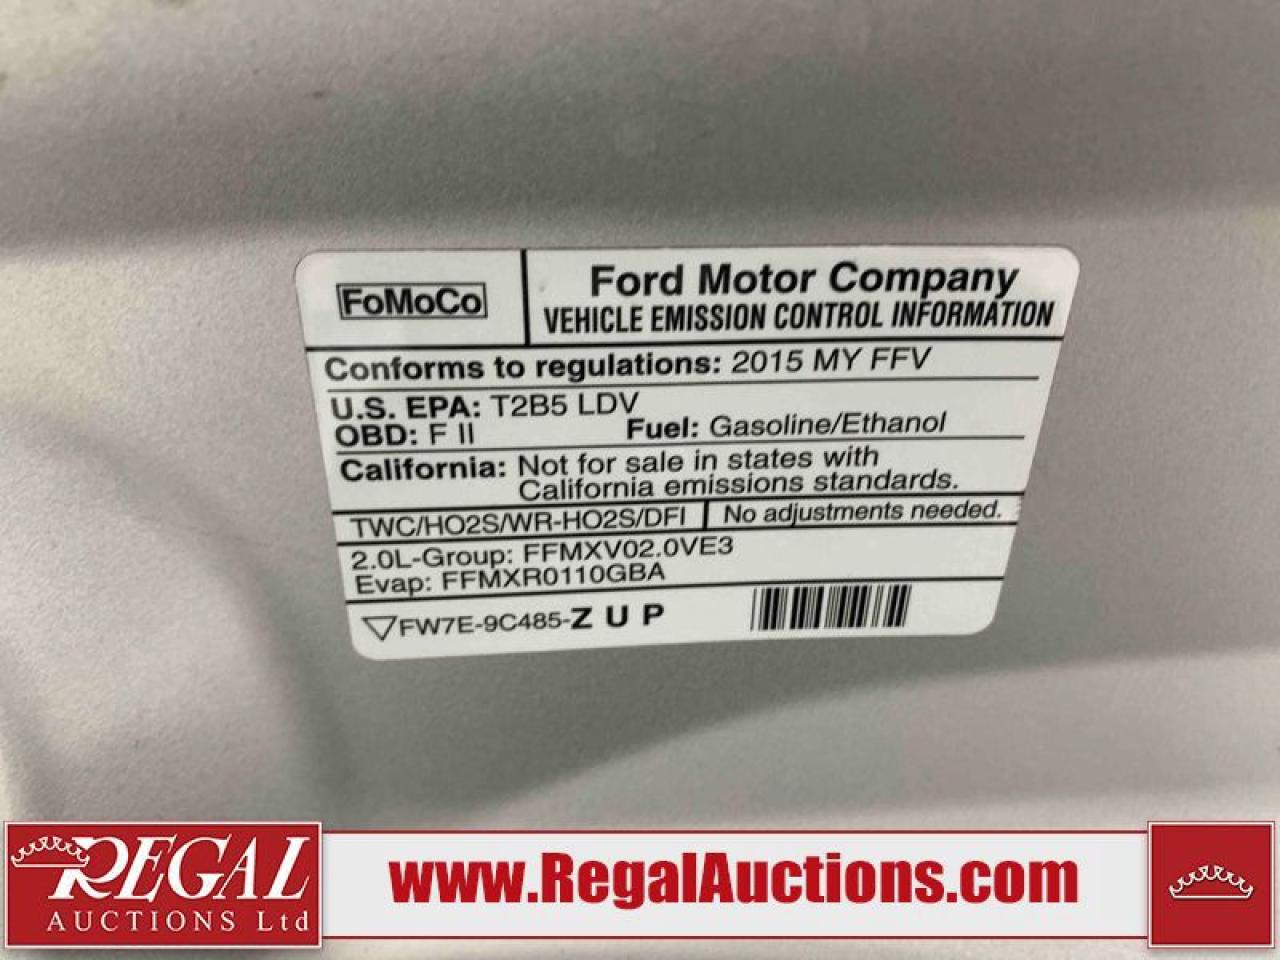 FoMoCo
Ford Motor Company
VEHICLE EMISSION CONTROL INFORMATION
Conforms to regulations: 2015 MY FFV
U.S. EPA: T2B5 LDV
OBD: F II Fuel: Gasoline/Ethanol
California: Not for sale in states with
California emissions standards.
TWC/HO2S/WR-HO2S/DFI No adjustments needed.
2.0L-Group: FFMXV02.0VE3
Evap: FFMXR0110GBA
FW7E-9C485-Z U P
REGAL
AUCTIONS Ltd
www.RegalAuctions.com